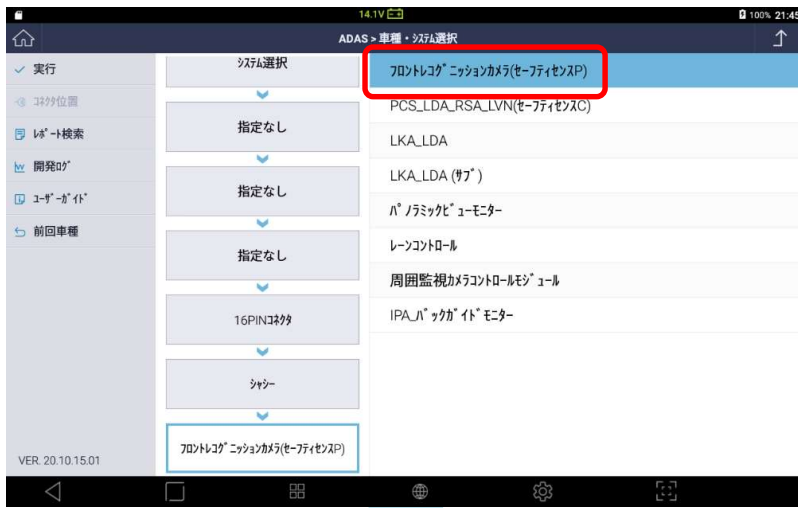 14.1V
100% 21:45
ADAS > 車種・ｼｽﾃﾑ選択
実行
ｺﾈｸﾀ位置
ﾚﾎﾟｰﾄ検索
開発ﾛｸﾞ
ﾕｰｻﾞｰｶﾞｲﾄﾞ
前回車種
VER. 20.10.15.01
ｼｽﾃﾑ選択
指定なし
指定なし
指定なし
16PINｺﾈｸﾀ
ｼｬｼｰ
ﾌﾛﾝﾄﾚｺｸﾞﾆｯｼｮﾝｶﾒﾗ(ｾｰﾌﾃｨｾﾝｽP)
ﾌﾛﾝﾄﾚｺｸﾞﾆｯｼｮﾝｶﾒﾗ(ｾｰﾌﾃｨｾﾝｽP)
PCS_LDA_RSA_LVN(ｾｰﾌﾃｨｾﾝｽC)
LKA_LDA
LKA_LDA (ｻﾌﾞ)
ﾊﾟﾉﾗﾐｯｸﾋﾞｭｰﾓﾆﾀｰ
ﾚｰﾝｺﾝﾄﾛｰﾙ
周囲監視ｶﾒﾗｺﾝﾄﾛｰﾙﾓｼﾞｭｰﾙ
IPA_ﾊﾞｯｸｶﾞｲﾄﾞﾓﾆﾀｰ